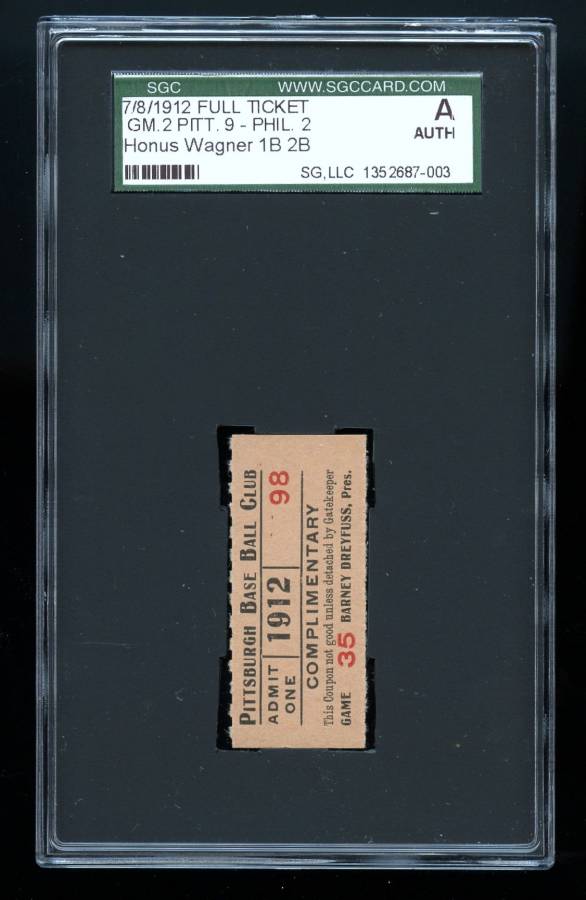 SGC WWW.SGCCARD.COM
7/8/1912 FULL TICKET A
GM.2 PITT. 9 - PHIL. 2 AUTH
Honus Wagner 1B 2B
SG, LLC 1352687-003
PITTSBURGH BASE BALL CLUB
ADMIT ONE 1912 98
COMPLIMENTARY
This Coupon not good unless detached by Gatekeeper
GAME 35 BARNEY DREYFUSS, Pres.